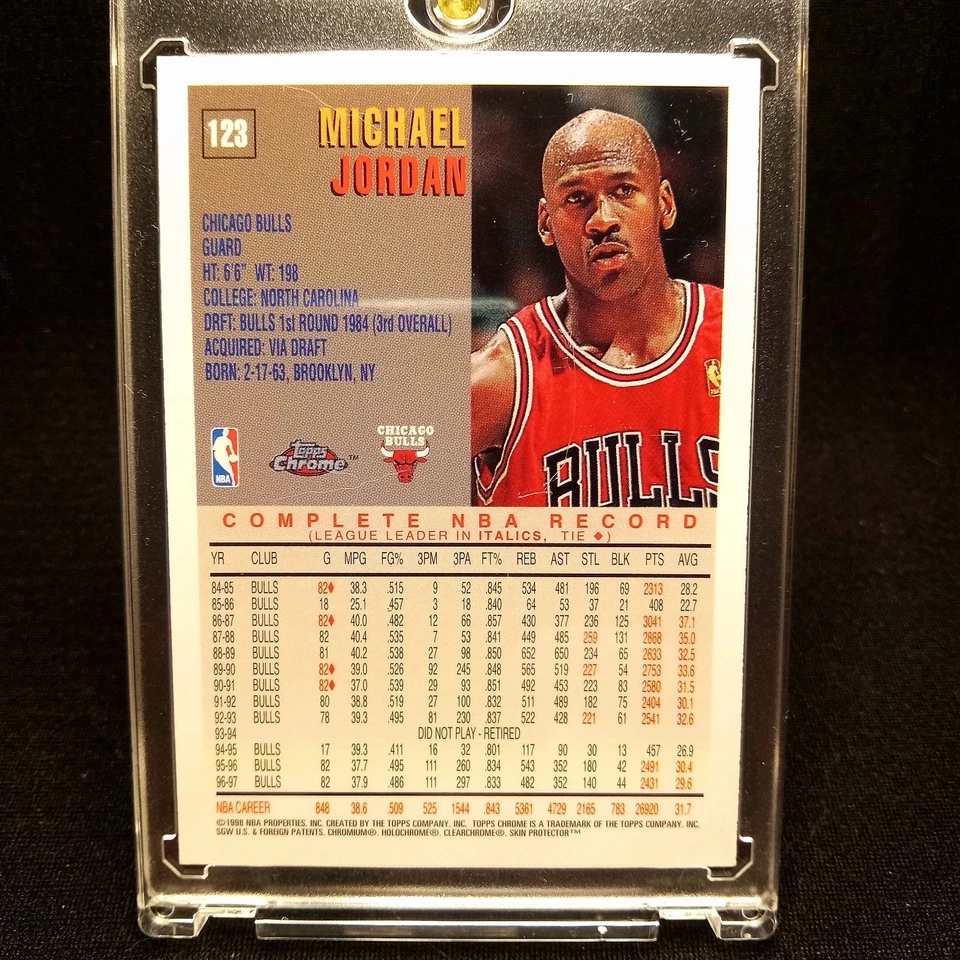 123
MICHAEL
JORDAN
CHICAGO BULLS
GUARD
HT: 6'6" WT: 198
COLLEGE: NORTH CAROLINA
DRFT: BULLS 1st ROUND 1984 (3rd OVERALL)
ACQUIRED: VIA DRAFT
BORN: 2-17-63, BROOKLYN, NY
NBA
Topps
Chrome™
CHICAGO
BULLS
BULLS
COMPLETE NBA RECORD
(LEAGUE LEADER IN ITALICS, TIE ♦)
YR CLUB G MPG FG% 3PM 3PA FT% REB AST STL BLK PTS AVG
84-85 BULLS 82♦ 38.3 .515 9 52 .845 534 481 196 69 2313 28.2
85-86 BULLS 18 25.1 .457 3 18 .840 64 53 37 21 408 22.7
86-87 BULLS 82♦ 40.0 .482 12 66 .857 430 377 236 125 3041 37.1
87-88 BULLS 82 40.4 .535 7 53 .841 449 485 259 131 2868 35.0
88-89 BULLS 81 40.2 .538 27 98 .850 652 650 234 65 2633 32.5
89-90 BULLS 82♦ 39.0 .526 92 245 .848 565 519 227 54 2753 33.6
90-91 BULLS 82♦ 37.0 .539 29 93 .851 492 453 223 83 2580 31.5
91-92 BULLS 80 38.8 .519 27 100 .832 511 489 182 75 2404 30.1
92-93 BULLS 78 39.3 .495 81 230 .837 522 428 221 61 2541 32.6
93-94 DID NOT PLAY - RETIRED
94-95 BULLS 17 39.3 .411 16 32 .801 117 90 30 13 457 26.9
95-96 BULLS 82 37.7 .495 111 260 .834 543 352 180 42 2491 30.4
96-97 BULLS 82 37.9 .486 111 297 .833 482 352 140 44 2431 29.6
NBA CAREER 848 38.6 .509 525 1544 .843 5361 4729 2165 783 26920 31.7
©1998 NBA PROPERTIES, INC. CREATED BY THE TOPPS COMPANY, INC. TOPPS CHROME IS A TRADEMARK OF THE TOPPS COMPANY, INC.
SGW U.S. & FOREIGN PATENTS. CHROMIUM®. HOLOCHROME®. CLEARCHROME®. SKIN PROTECTOR™